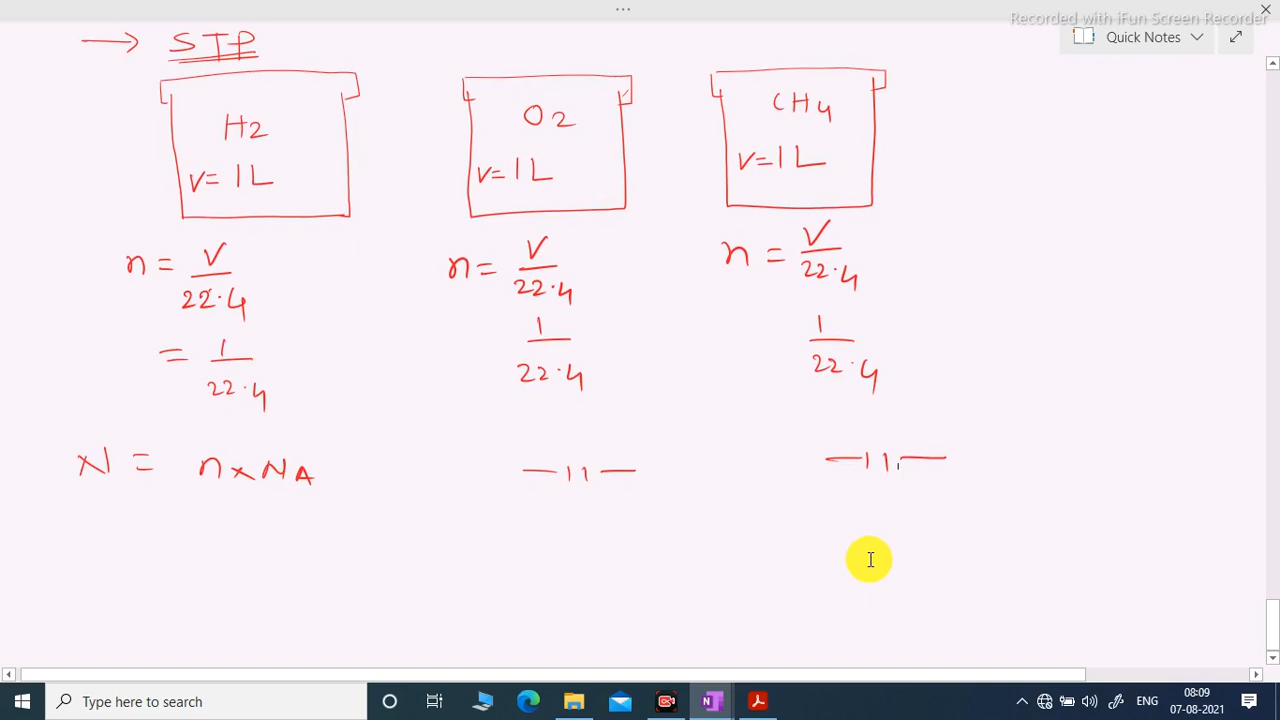 Recorded with iFun Screen Recorder
Quick Notes
→ STP
H2
V= 1L
O2
V= 1L
CH4
V=1L
n = V/22.4
n = V/22.4
n = V/22.4
= 1/22.4
1/22.4
1/22.4
N = n×NA
—11—
—11—
Type here to search
ENG
08:09
07-08-2021